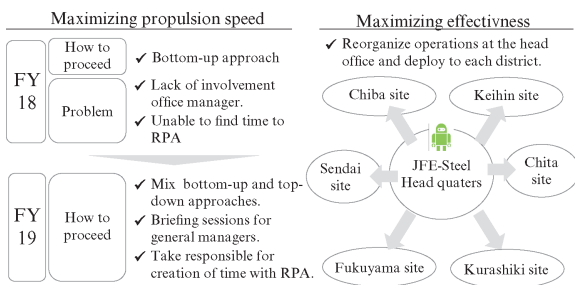 Maximizing propulsion speed
FY
18
How to
proceed
✓ Bottom-up approach
Problem
✓ Lack of involvement
office manager.
✓ Unable to find time to
RPA
FY
19
How to
proceed
✓ Mix bottom-up and top-
down approaches.
✓ Briefing sessions for
general managers.
✓ Take responsible for
creation of time with RPA.
Maximizing effectivness
✓ Reorganize operations at the head
office and deploy to each district.
Chiba site
Keihin site
Sendai
site
JFE-Steel
Head quaters
Chita
site
Fukuyama site
Kurashiki site